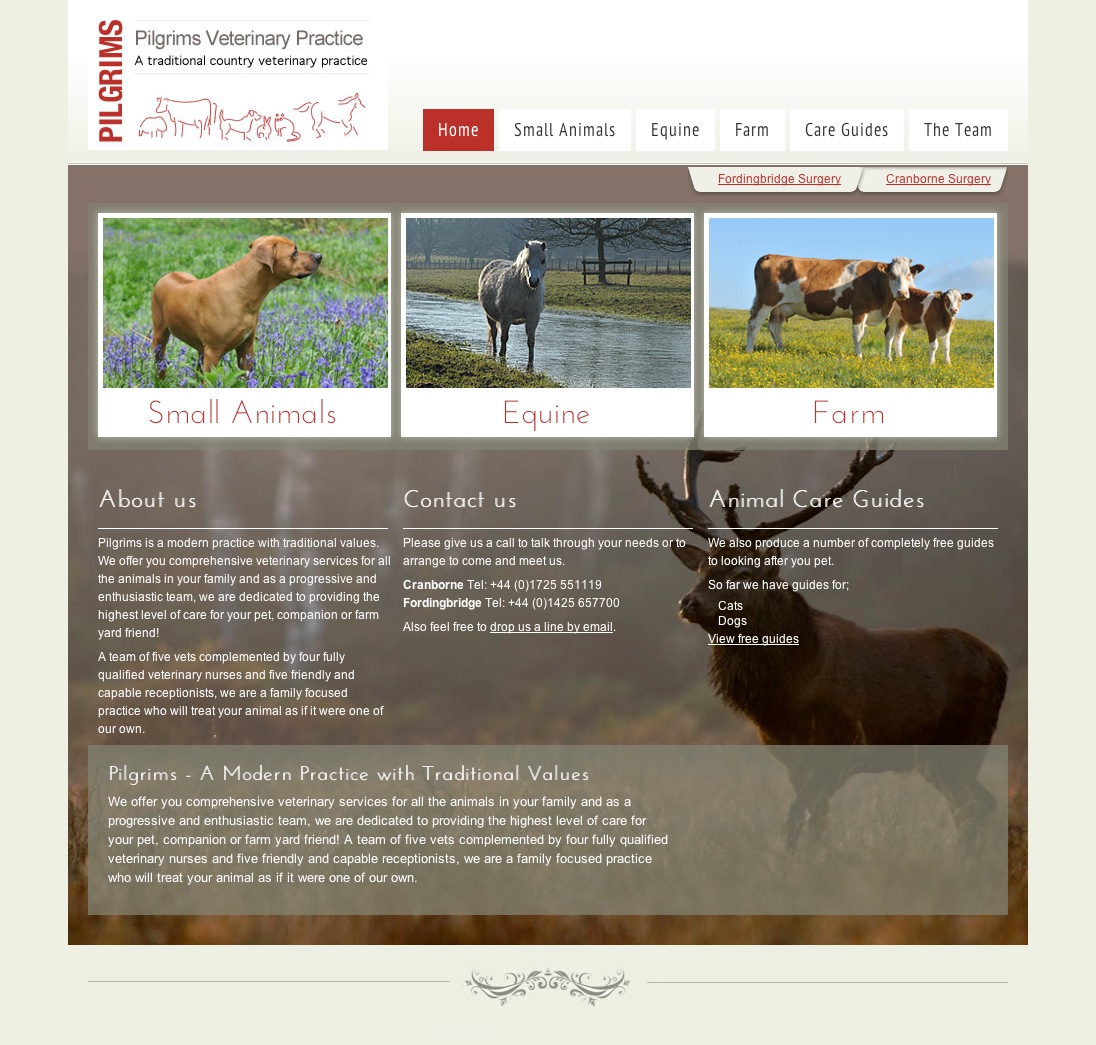 PILGRIMS
Pilgrims Veterinary Practice
A traditional country veterinary practice
Home
Small Animals
Equine
Farm
Care Guides
The Team
Fordingbridge Surgery
Cranborne Surgery
Small Animals
Equine
Farm
About us
Pilgrims is a modern practice with traditional values.
We offer you comprehensive veterinary services for all
the animals in your family and as a progressive and
enthusiastic team, we are dedicated to providing the
highest level of care for your pet, companion or farm
yard friend!
A team of five vets complemented by four fully
qualified veterinary nurses and five friendly and
capable receptionists, we are a family focused
practice who will treat your animal as if it were one of
our own.
Contact us
Please give us a call to talk through your needs or to
arrange to come and meet us.
Cranborne Tel: +44 (0)1725 551119
Fordingbridge Tel: +44 (0)1425 657700
Also feel free to drop us a line by email.
Animal Care Guides
We also produce a number of completely free guides
to looking after you pet.
So far we have guides for;
Cats
Dogs
View free guides
Pilgrims - A Modern Practice with Traditional Values
We offer you comprehensive veterinary services for all the animals in your family and as a
progressive and enthusiastic team, we are dedicated to providing the highest level of care for
your pet, companion or farm yard friend! A team of five vets complemented by four fully qualified
veterinary nurses and five friendly and capable receptionists, we are a family focused practice
who will treat your animal as if it were one of our own.